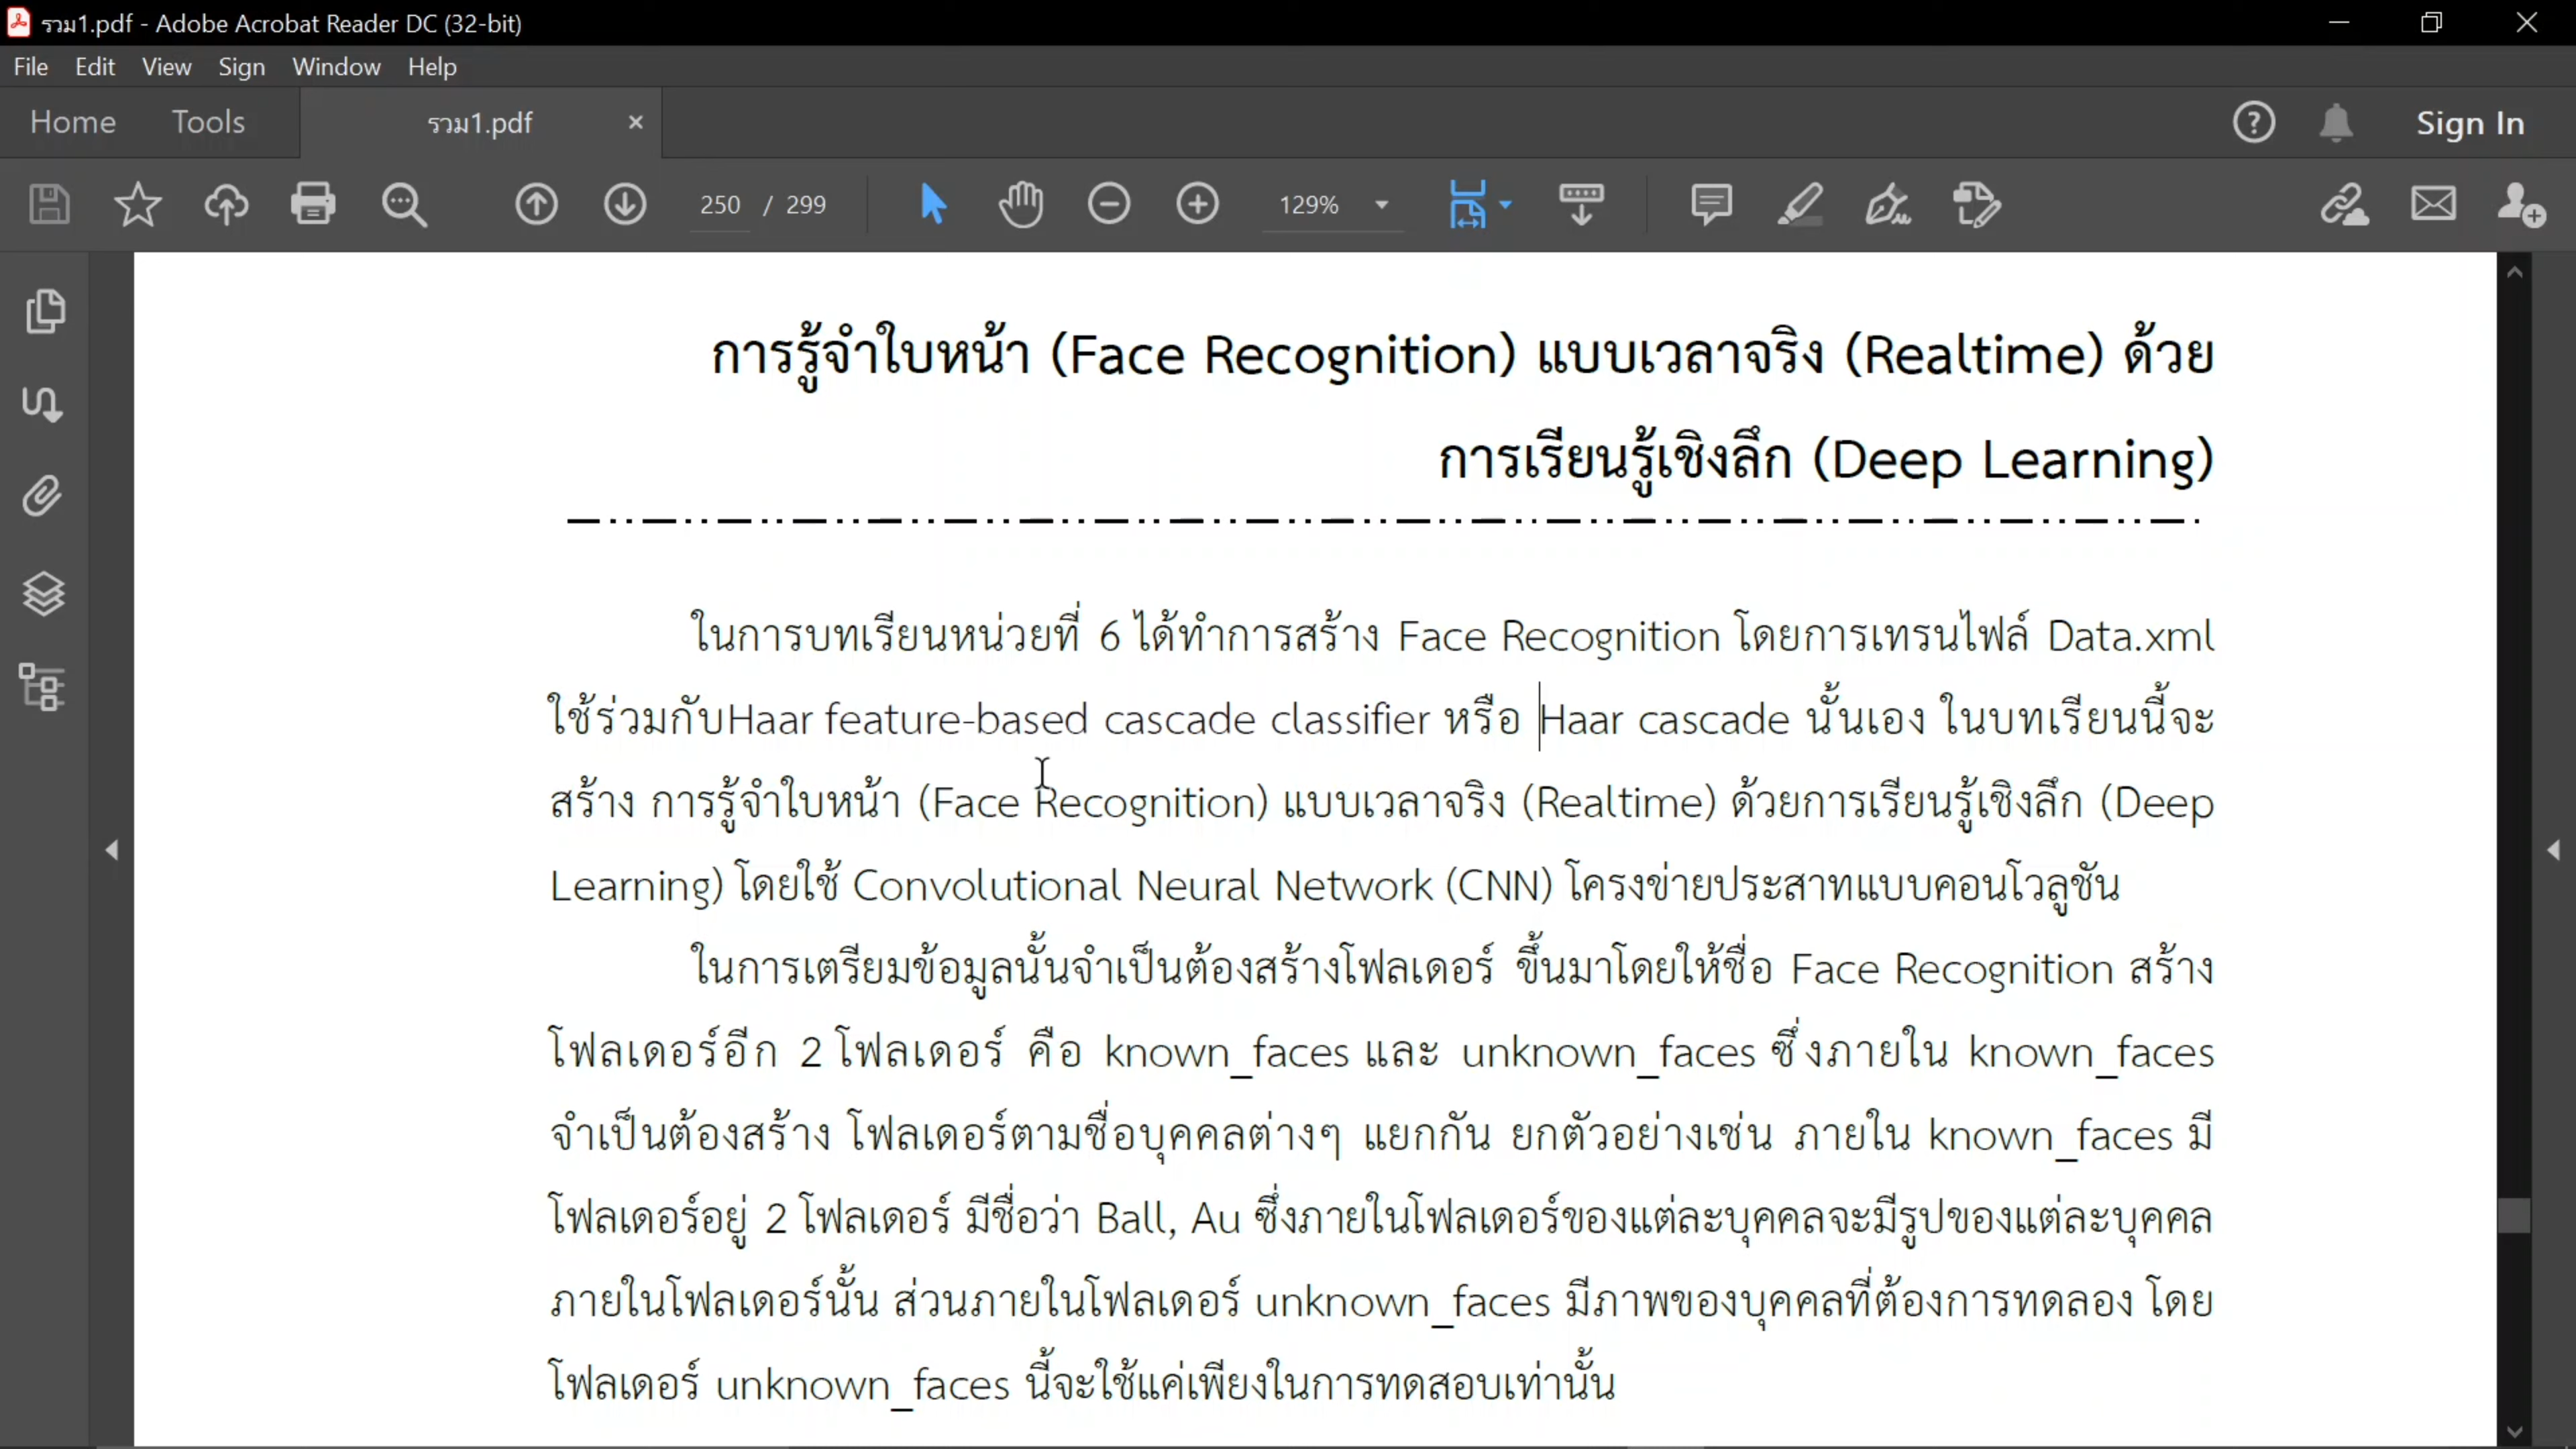 รวม1.pdf - Adobe Acrobat Reader DC (32-bit)
File Edit View Sign Window Help
Home Tools รวม1.pdf × Sign In
250 / 299 129%
การรู้จำใบหน้า (Face Recognition) แบบเวลาจริง (Realtime) ด้วย
การเรียนรู้เชิงลึก (Deep Learning)
ในการบทเรียนหน่วยที่ 6 ได้ทำการสร้าง Face Recognition โดยการเทรนไฟล์ Data.xml
ใช้ร่วมกับHaar feature-based cascade classifier หรือ Haar cascade นั้นเอง ในบทเรียนนี้จะ
สร้าง การรู้จำใบหน้า (Face Recognition) แบบเวลาจริง (Realtime) ด้วยการเรียนรู้เชิงลึก (Deep
Learning) โดยใช้ Convolutional Neural Network (CNN) โครงข่ายประสาทแบบคอนโวลูชัน
ในการเตรียมข้อมูลนั้นจำเป็นต้องสร้างโฟลเดอร์ ขึ้นมาโดยให้ชื่อ Face Recognition สร้าง
โฟลเดอร์อีก 2 โฟลเดอร์ คือ known_faces และ unknown_faces ซึ่งภายใน known_faces
จำเป็นต้องสร้าง โฟลเดอร์ตามชื่อบุคคลต่างๆ แยกกัน ยกตัวอย่างเช่น ภายใน known_faces มี
โฟลเดอร์อยู่ 2 โฟลเดอร์ มีชื่อว่า Ball, Au ซึ่งภายในโฟลเดอร์ของแต่ละบุคคลจะมีรูปของแต่ละบุคคล
ภายในโฟลเดอร์นั้น ส่วนภายในโฟลเดอร์ unknown_faces มีภาพของบุคคลที่ต้องการทดลอง โดย
โฟลเดอร์ unknown_faces นี้จะใช้แค่เพียงในการทดสอบเท่านั้น